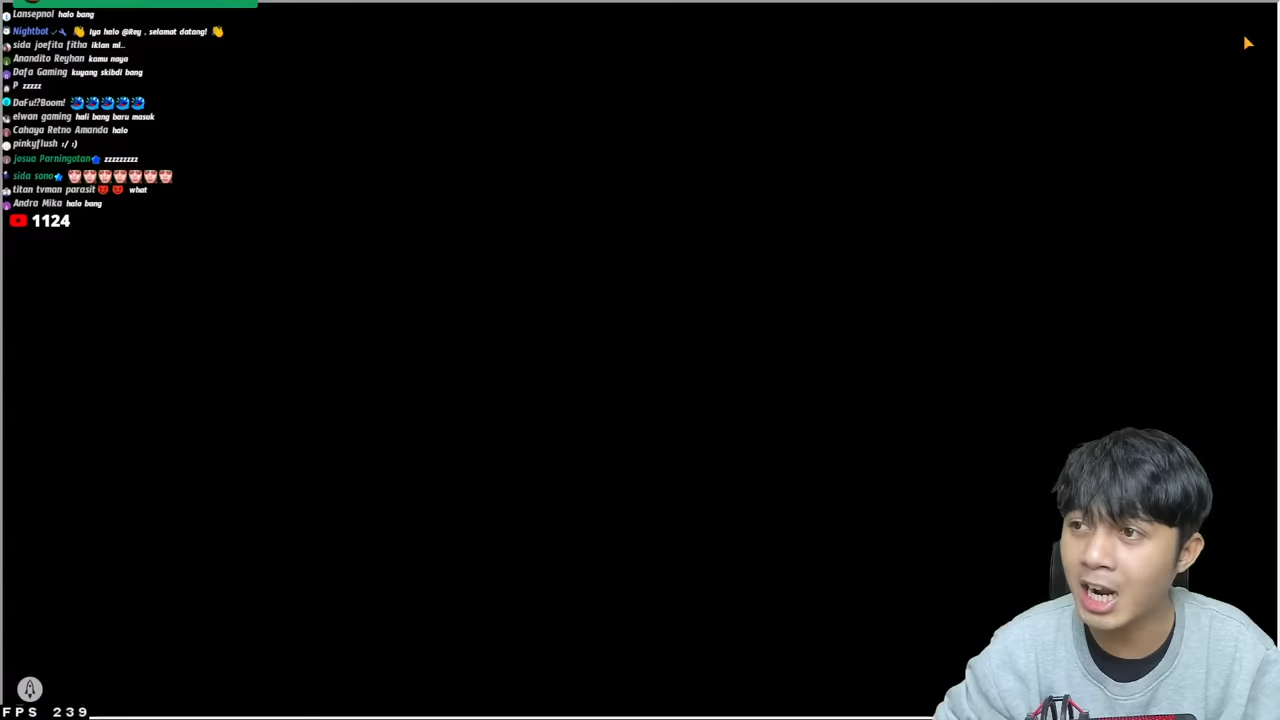 Lansepnol halo bang
Nightbot 👋 Iya halo @Rey , selamat datang! 👋
sida joefita fitha iklan mi..
Anandito Reyhan kamu naya
Dafa Gaming kuyang skibdi bang
P zzzzz
DaFu!?Boom!
elwan gaming hali bang baru masuk
Cahaya Retno Amanda halo
pinkyflush :/ :)
josua Parningotan zzzzzzzzz
sida sono
titan tvman parasit what
Andra Mika halo bang
1124
FPS 239